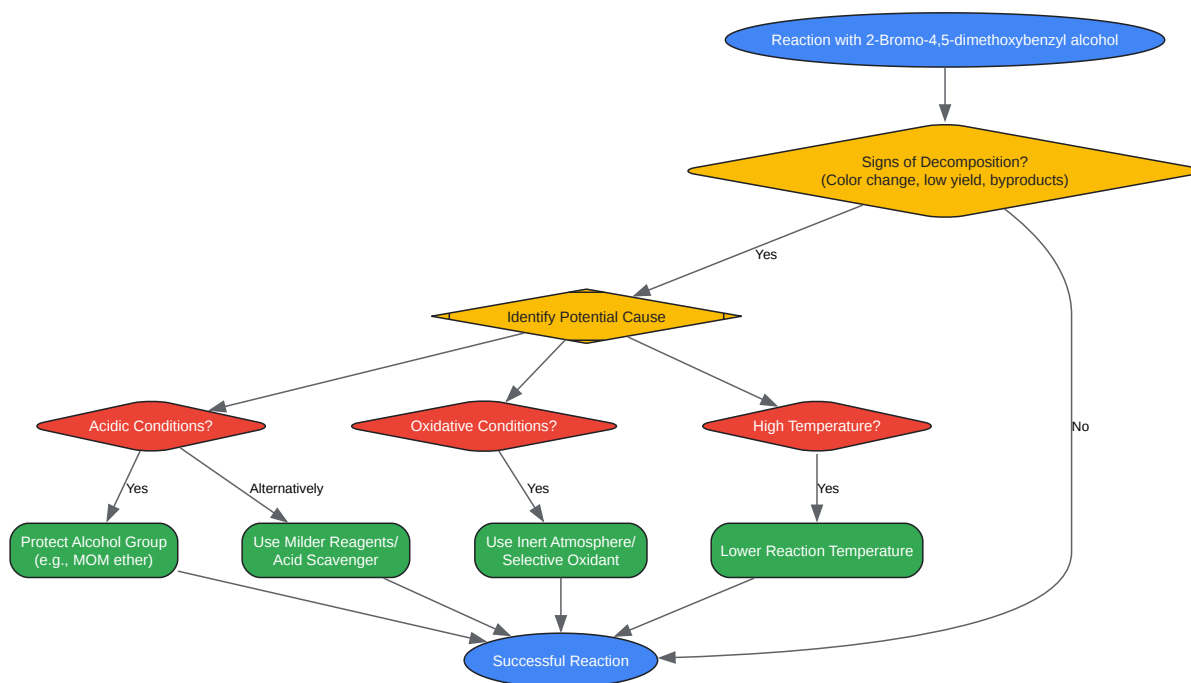 Reaction with 2-Bromo-4,5-dimethoxybenzyl alcohol
Signs of Decomposition?
(Color change, low yield, byproducts)
Yes
Identify Potential Cause
Acidic Conditions?
Oxidative Conditions?
High Temperature?
No
Yes
Alternatively
Yes
Yes
Protect Alcohol Group
(e.g., MOM ether)
Use Milder Reagents/
Acid Scavenger
Use Inert Atmosphere/
Selective Oxidant
Lower Reaction Temperature
Successful Reaction